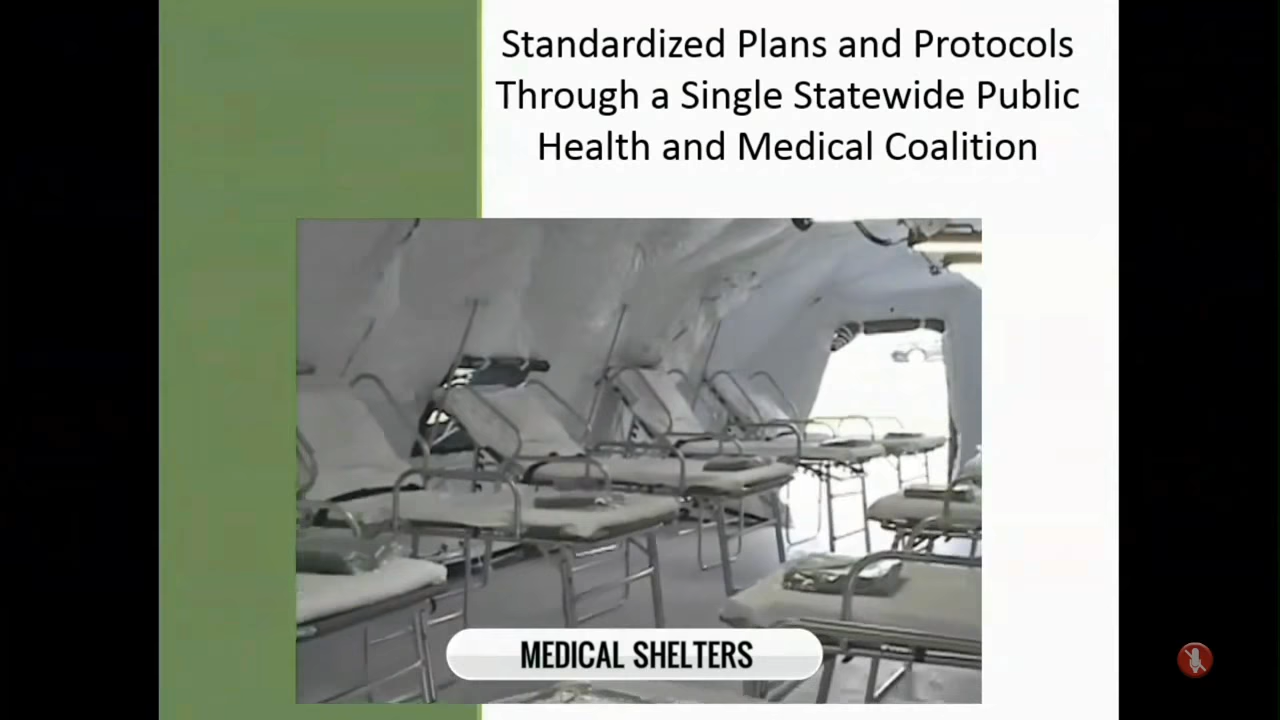 Standardized Plans and Protocols
Through a Single Statewide Public
Health and Medical Coalition
MEDICAL SHELTERS